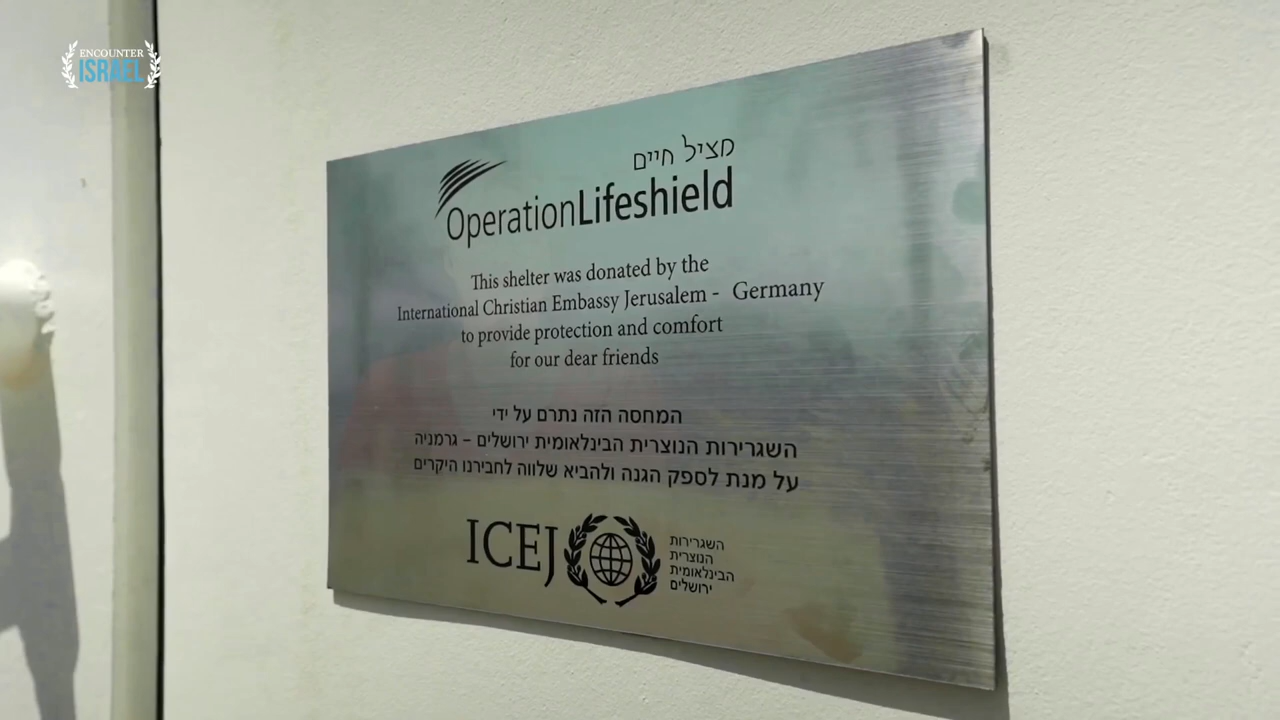 ENCOUNTER
ISRAEL
מציל חיים
OperationLifeshield
This shelter was donated by the
International Christian Embassy Jerusalem - Germany
to provide protection and comfort
for our dear friends
המחסה הזה נתרם על ידי
השגרירות הנוצרית הבינלאומית ירושלים – גרמניה
על מנת לספק הגנה ולהביא שלווה לחבירנו היקרים
ICEJ
השגרירות
הנוצרית
הבינלאומית
ירושלים